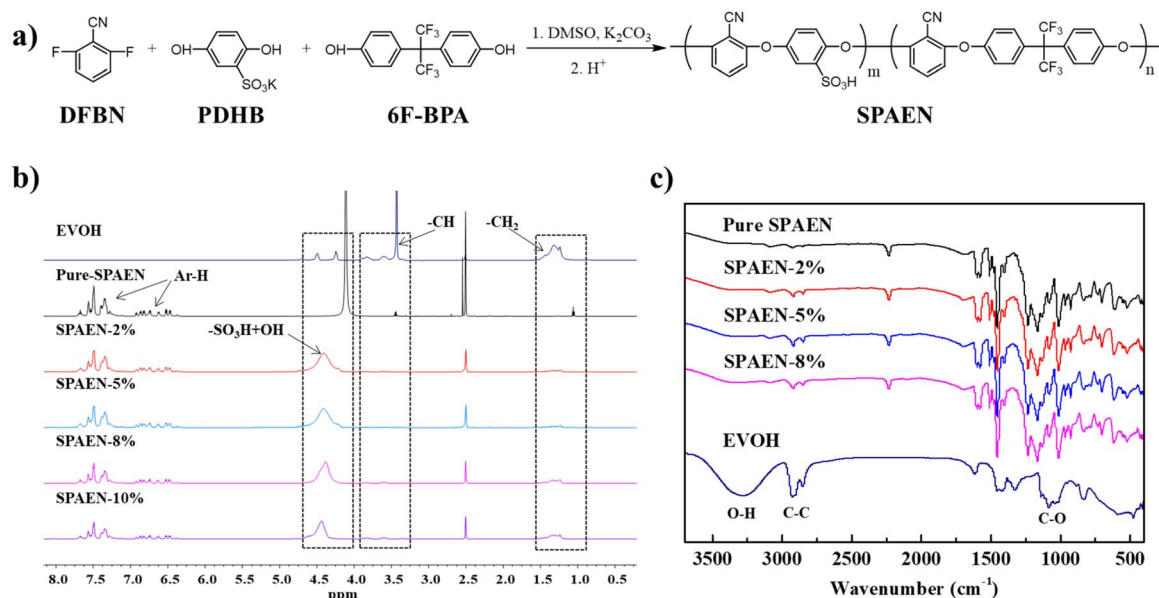 a)
CN
F
F
+
OH
OH
SO₃K
+
OH
CF₃
CF₃
OH
1. DMSO, K₂CO₃
2. H⁺
CN
O
O
SO₃H
m
CN
O
CF₃
CF₃
O
n
DFBN
PDHB
6F-BPA
SPAEN
b)
EVOH
-CH
-CH₂
Pure-SPAEN
Ar-H
SPAEN-2%
-SO₃H+OH
SPAEN-5%
SPAEN-8%
SPAEN-10%
8.0 7.5 7.0 6.5 6.0 5.5 5.0 4.5 4.0 3.5 3.0 2.5 2.0 1.5 1.0 0.5 0.2
ppm
c)
Pure SPAEN
SPAEN-2%
SPAEN-5%
SPAEN-8%
EVOH
O-H
C-C
C-O
3500 3000 2500 2000 1500 1000 500
Wavenumber (cm⁻¹)